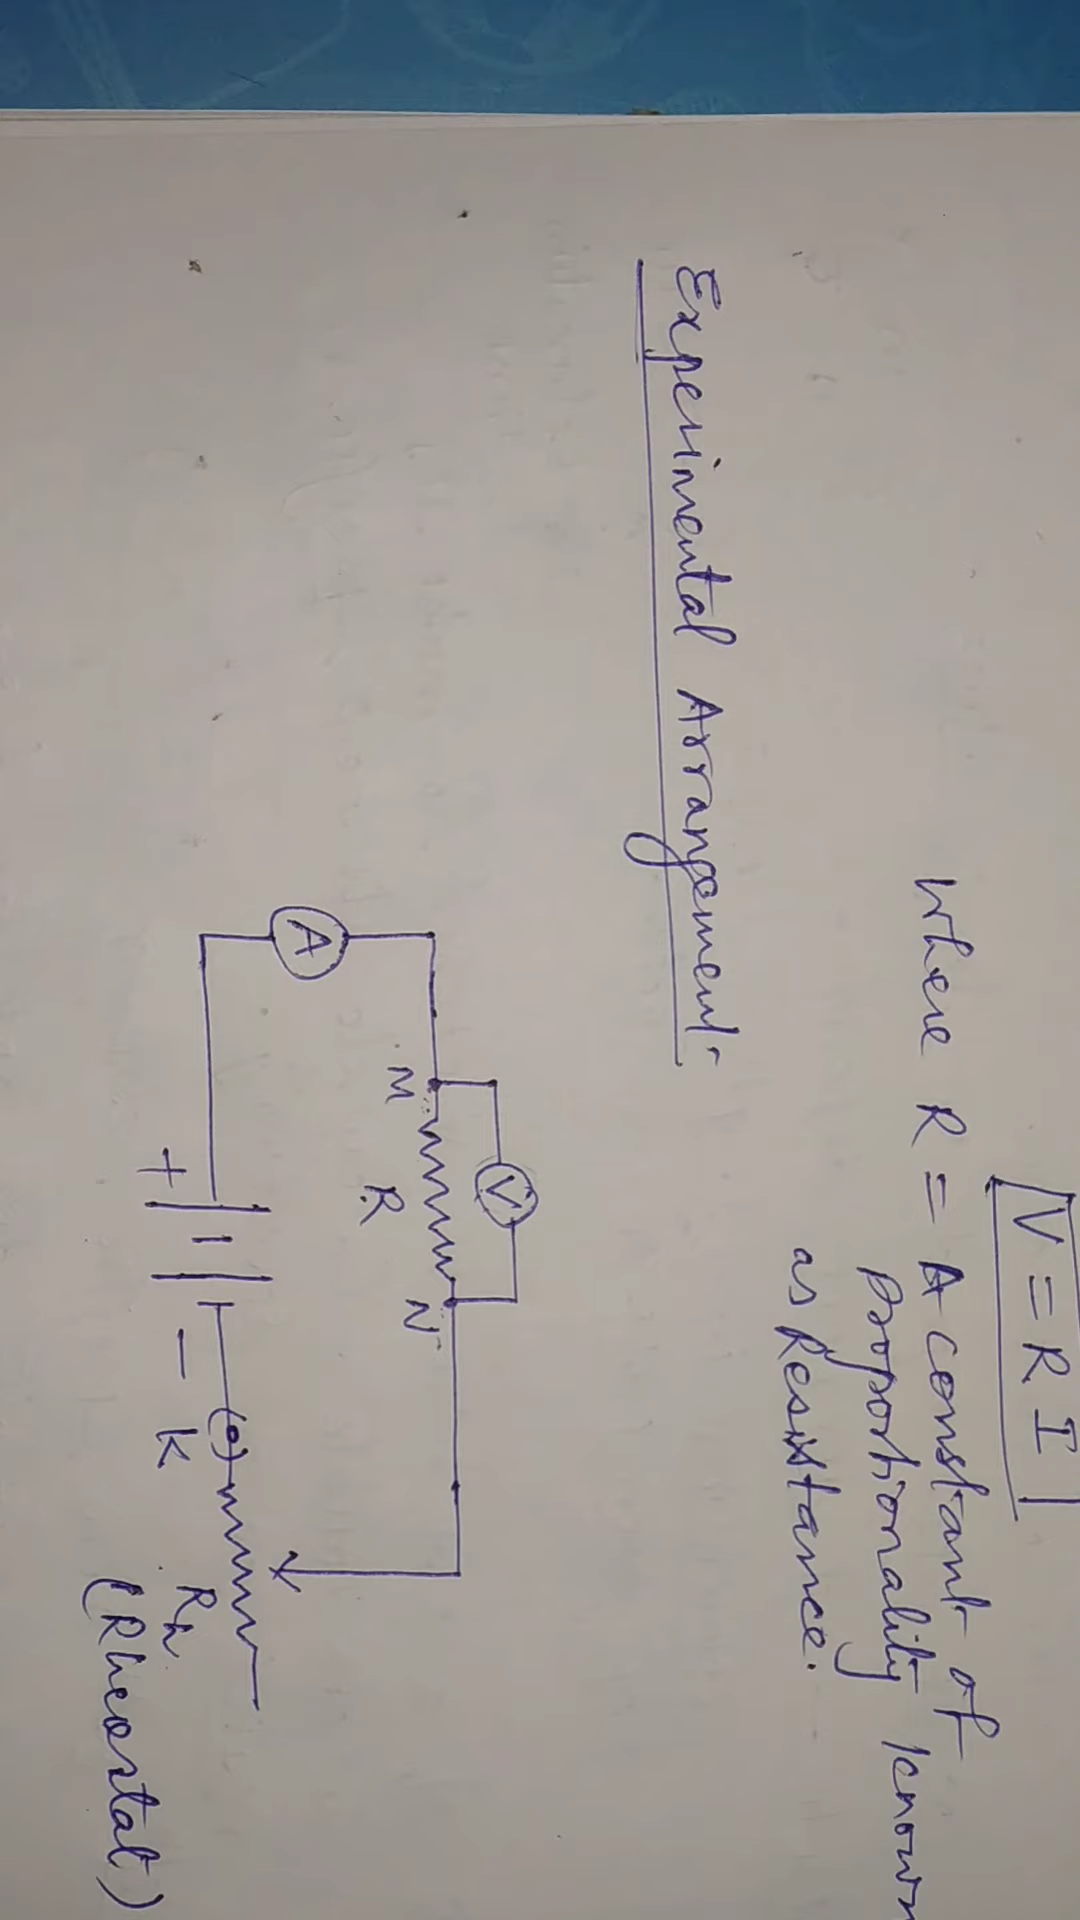 V = R I
Where R = A constant of
proportionality known
as Resistance.
Experimental Arrangement
V
M R N
A
+ − K Rh
(Rheostat)